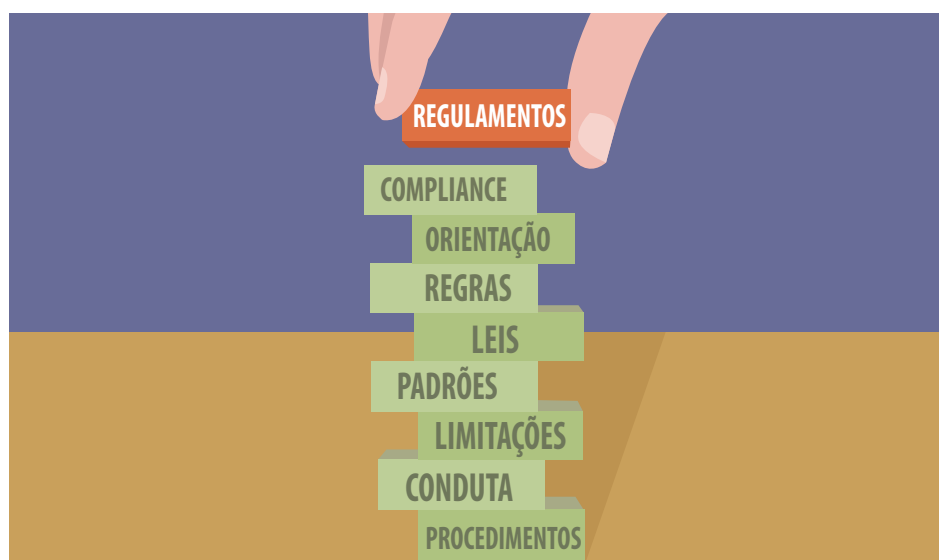 REGULAMENTOS
COMPLIANCE
ORIENTAÇÃO
REGRAS
LEIS
PADRÕES
LIMITAÇÕES
CONDUTA
PROCEDIMENTOS